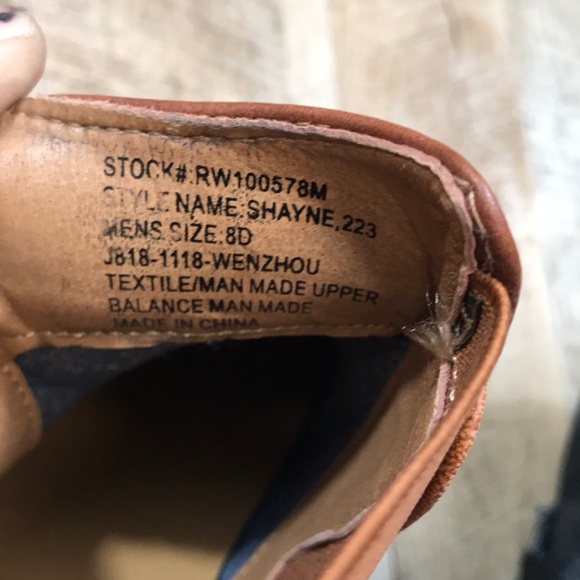 STOCK#:RW100578M
STYLE NAME:SHAYNE,223
MENS SIZE:8D
J818-1118-WENZHOU
TEXTILE/MAN MADE UPPER
BALANCE MAN MADE
MADE IN CHINA